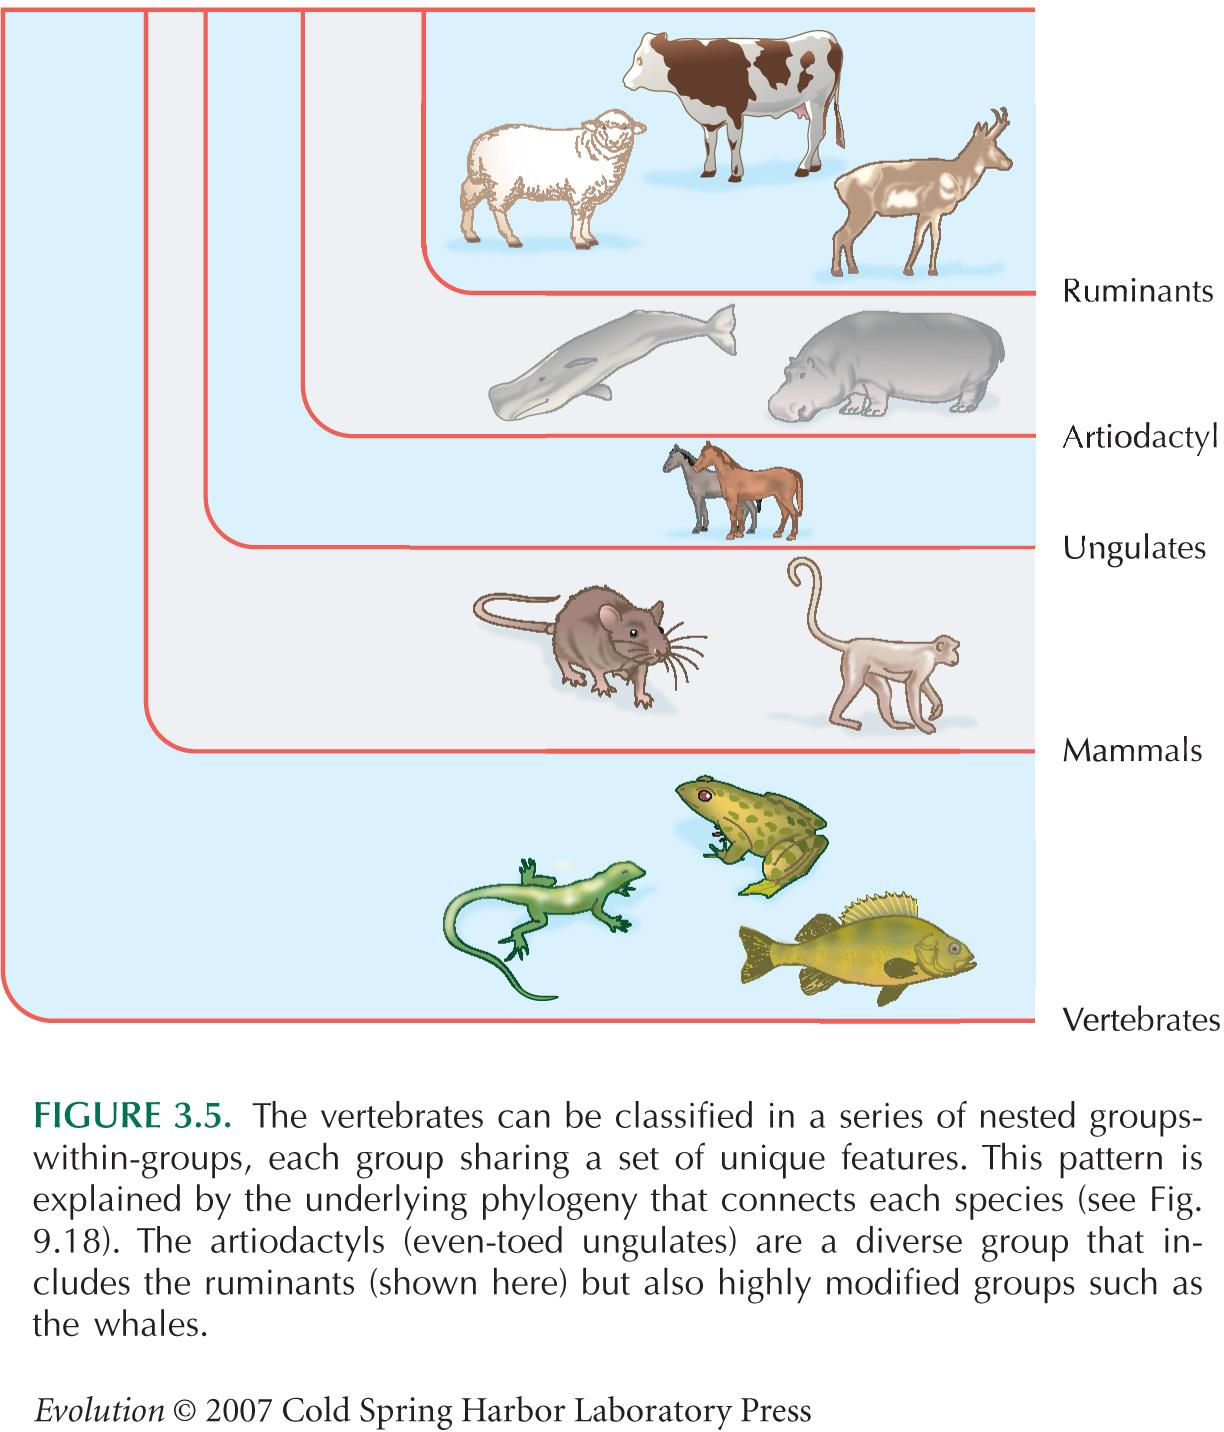 Ruminants
Artiodactyl
Ungulates
Mammals
Vertebrates
FIGURE 3.5. The vertebrates can be classified in a series of nested groups-
within-groups, each group sharing a set of unique features. This pattern is
explained by the underlying phylogeny that connects each species (see Fig.
9.18). The artiodactyls (even-toed ungulates) are a diverse group that in-
cludes the ruminants (shown here) but also highly modified groups such as
the whales.
Evolution © 2007 Cold Spring Harbor Laboratory Press